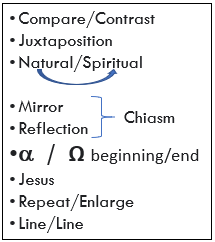 • Compare/Contrast
• Juxtaposition
• Natural/Spiritual
• Mirror
• Reflection
Chiasm
• α / Ω beginning/end
• Jesus
• Repeat/Enlarge
• Line/Line